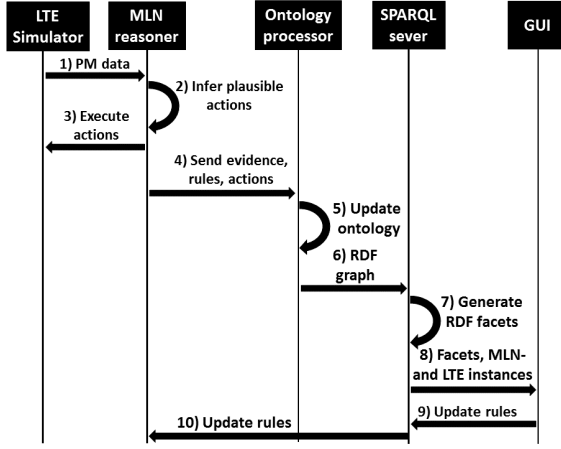 LTE
Simulator
MLN
reasoner
Ontology
processor
SPARQL
sever
GUI
1) PM data
2) Infer plausible
actions
3) Execute
actions
4) Send evidence,
rules, actions
5) Update
ontology
6) RDF
graph
7) Generate
RDF facets
8) Facets, MLN-
and LTE instances
9) Update rules
10) Update rules